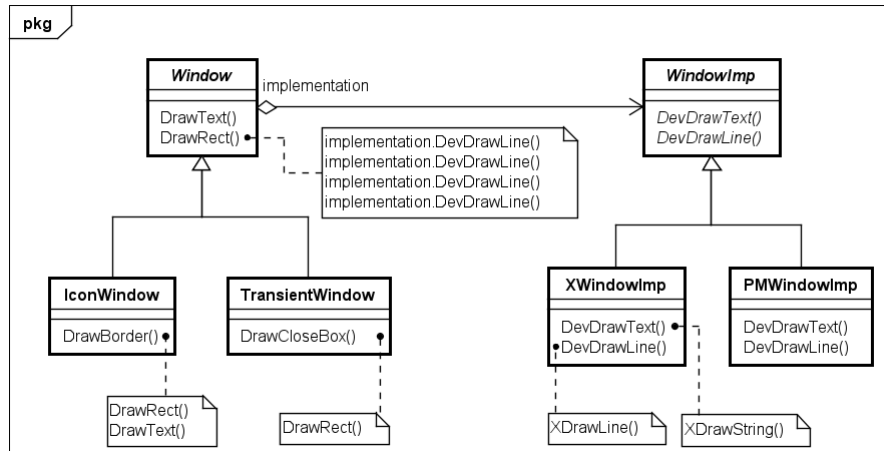 pkg
Window
DrawText()
DrawRect()
implementation
WindowImp
DevDrawText()
DevDrawLine()
implementation.DevDrawLine()
implementation.DevDrawLine()
implementation.DevDrawLine()
implementation.DevDrawLine()
IconWindow
DrawBorder()
TransientWindow
DrawCloseBox()
XWindowImp
DevDrawText()
DevDrawLine()
PMWindowImp
DevDrawText()
DevDrawLine()
DrawRect()
DrawText()
DrawRect()
XDrawLine()
XDrawString()